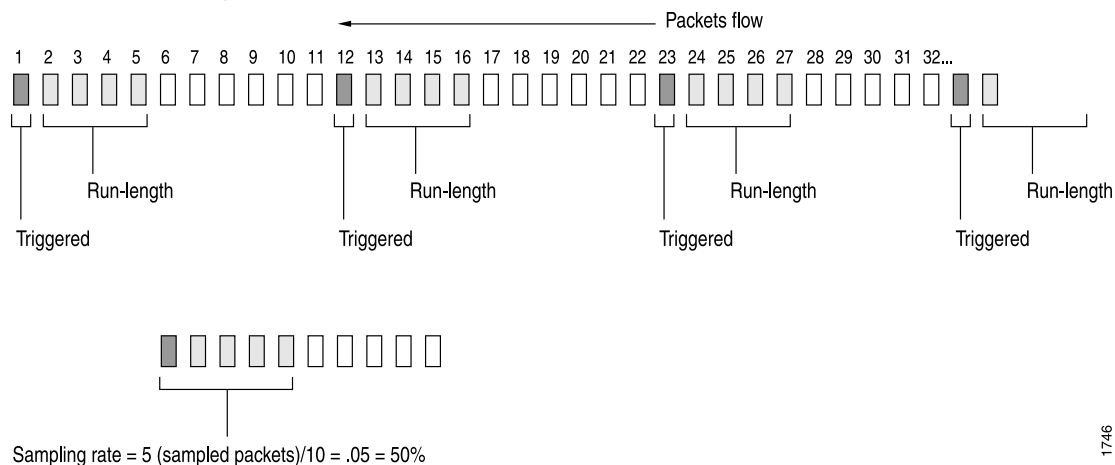 Packets flow
1 2 3 4 5 6 7 8 9 10 11 12 13 14 15 16 17 18 19 20 21 22 23 24 25 26 27 28 29 30 31 32...
Run-length Run-length Run-length Run-length
Triggered Triggered Triggered Triggered
Sampling rate = 5 (sampled packets)/10 = .05 = 50%
1746